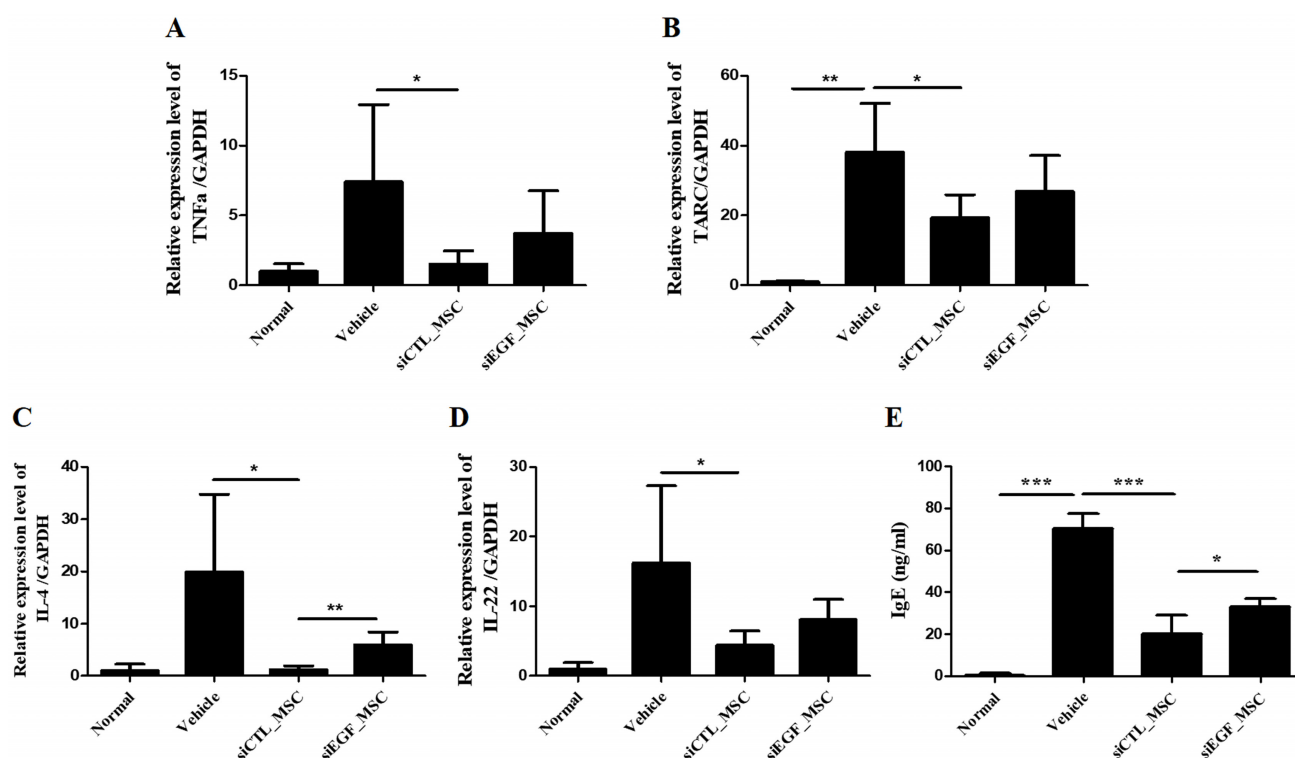 A
Relative expression level of
TNFa /GAPDH
15
10
5
0
*
Normal
Vehicle
siCTL_MSC
siEGF_MSC
B
Relative expression level of
TARC/GAPDH
60
40
20
0
**
*
Normal
Vehicle
siCTL_MSC
siEGF_MSC
C
Relative expression level of
IL-4 /GAPDH
40
30
20
10
0
*
**
Normal
Vehicle
siCTL_MSC
siEGF_MSC
D
Relative expression level of
IL-22 /GAPDH
30
20
10
0
*
Normal
Vehicle
siCTL_MSC
siEGF_MSC
E
IgE (ng/ml)
100
80
60
40
20
0
***
***
*
Normal
Vehicle
siCTL_MSC
siEGF_MSC